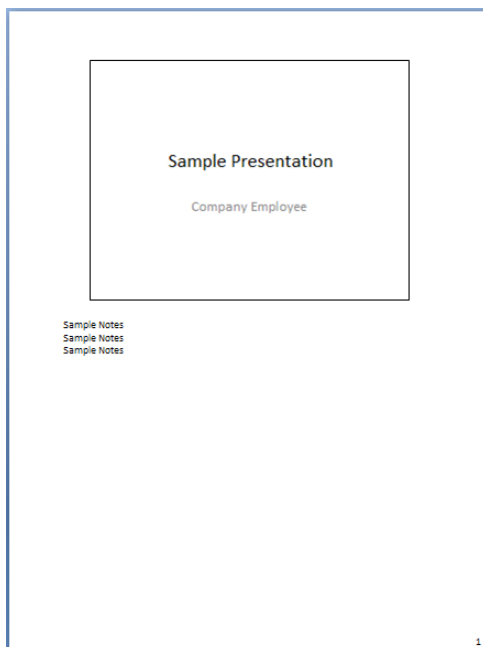 Sample Presentation
Company Employee
Sample Notes
Sample Notes
Sample Notes
1